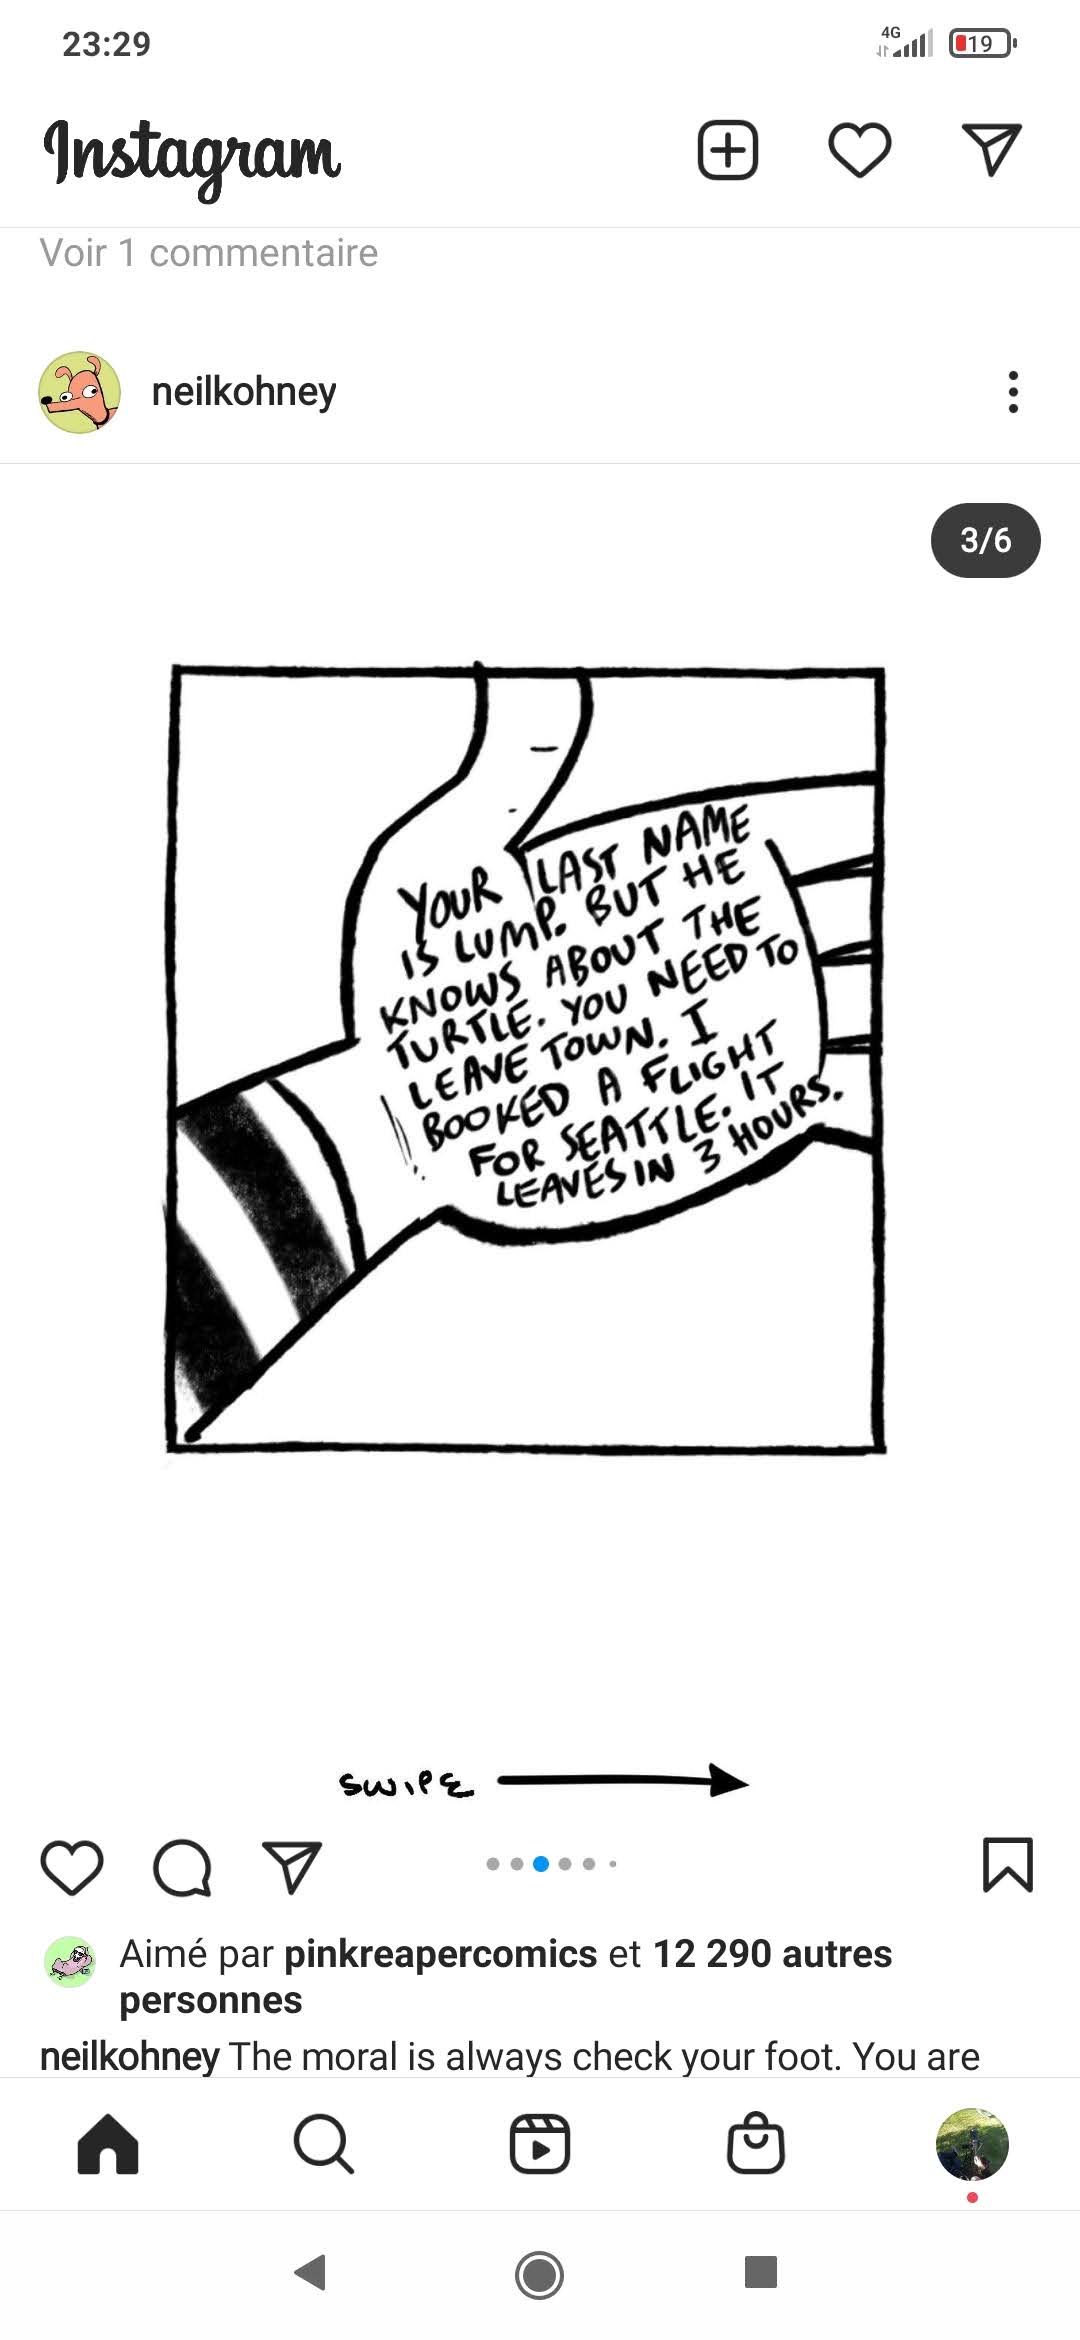 23:29
4G
19
Instagram
Voir 1 commentaire
neilkohney
3/6
YOUR LAST NAME
IS LUMP. BUT HE
KNOWS ABOUT THE
TURTLE. YOU NEED TO
LEAVE TOWN. I
BOOKED A FLIGHT
FOR SEATTLE. IT
LEAVES IN 3 HOURS.
SWIPE
Aimé par pinkreapercomics et 12 290 autres
personnes
neilkohney The moral is always check your foot. You are